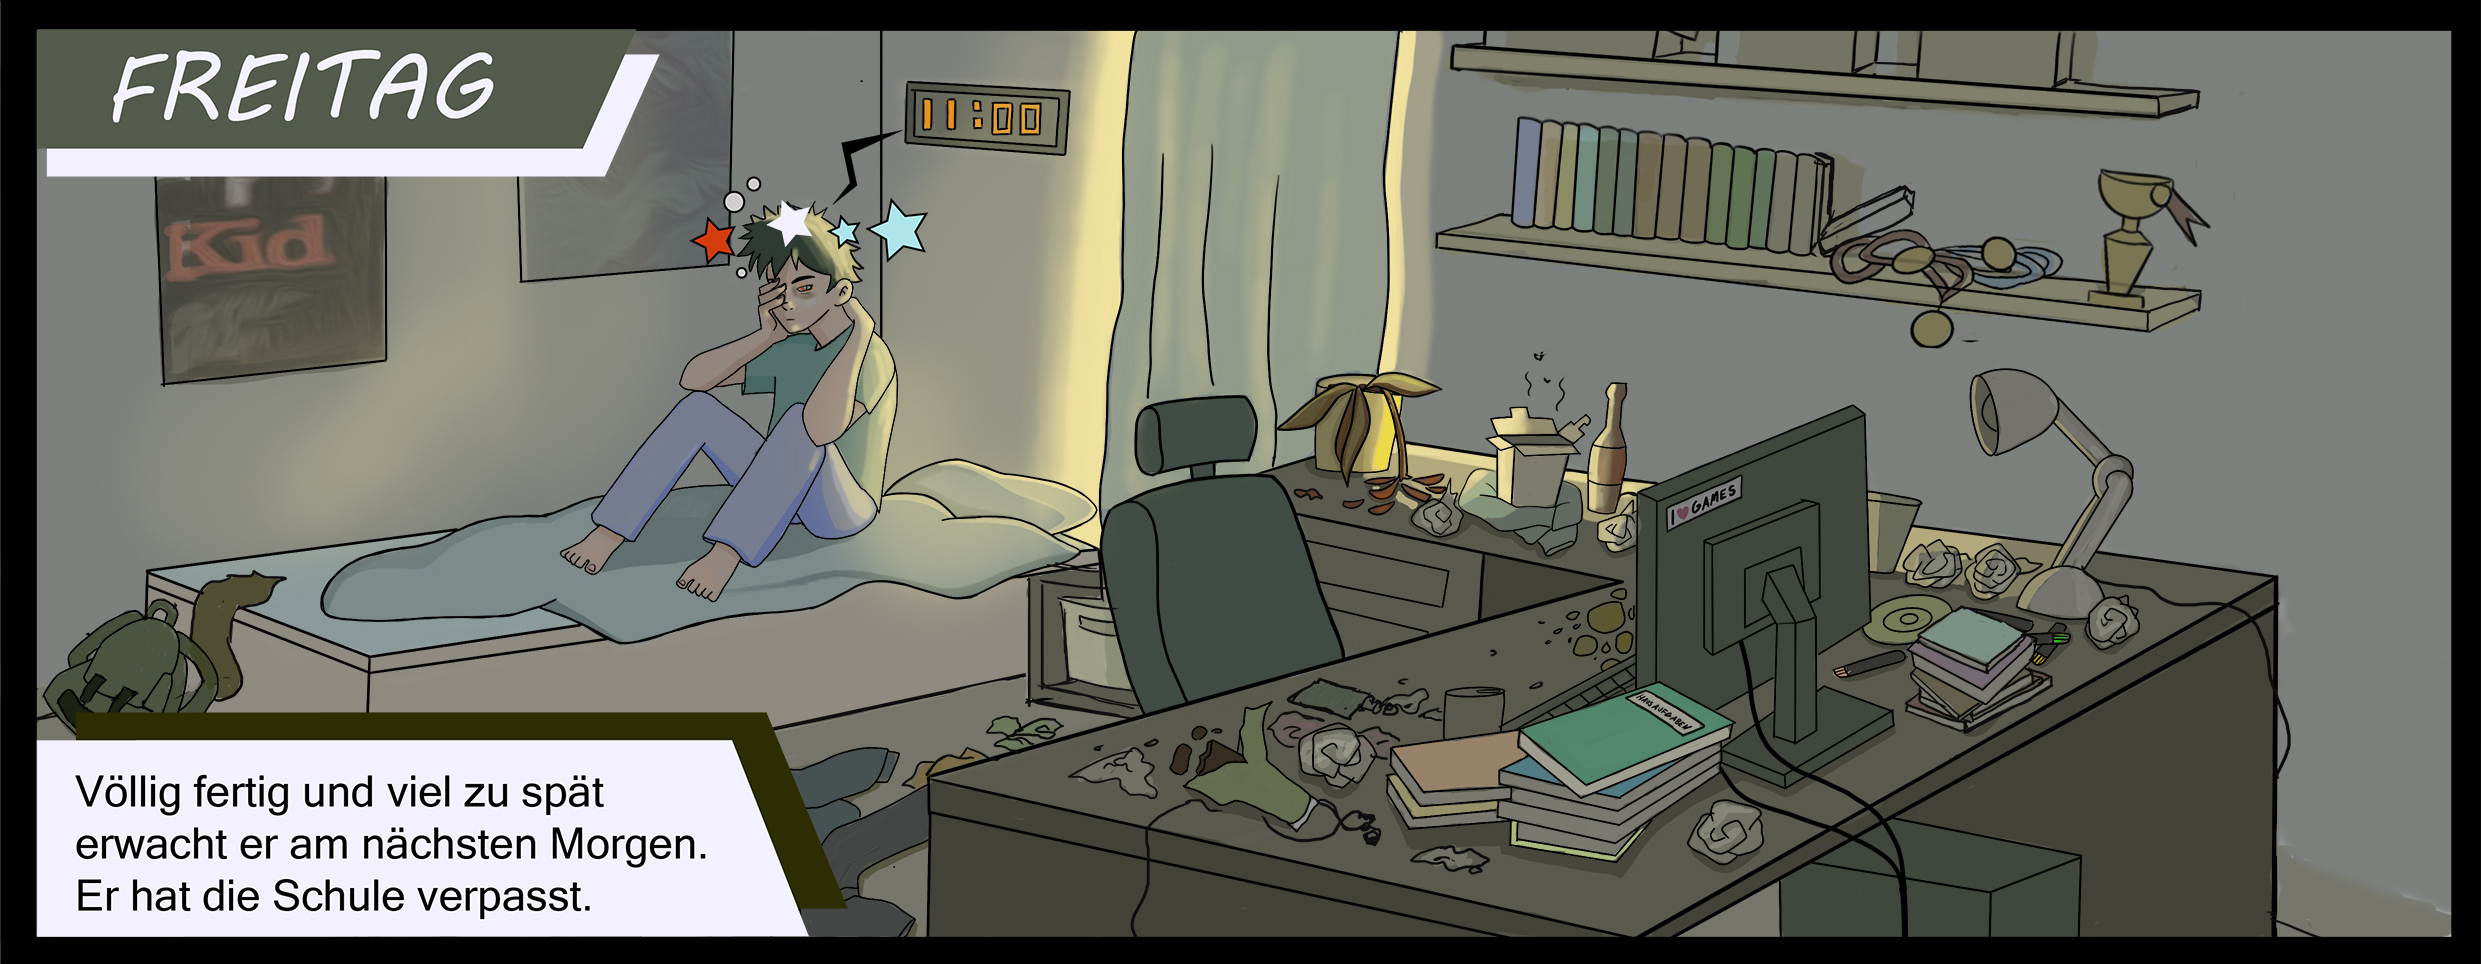 FREITAG
11:00
Kid
I ♥ GAMES
HAUSAUFGABEN
Völlig fertig und viel zu spät
erwacht er am nächsten Morgen.
Er hat die Schule verpasst.